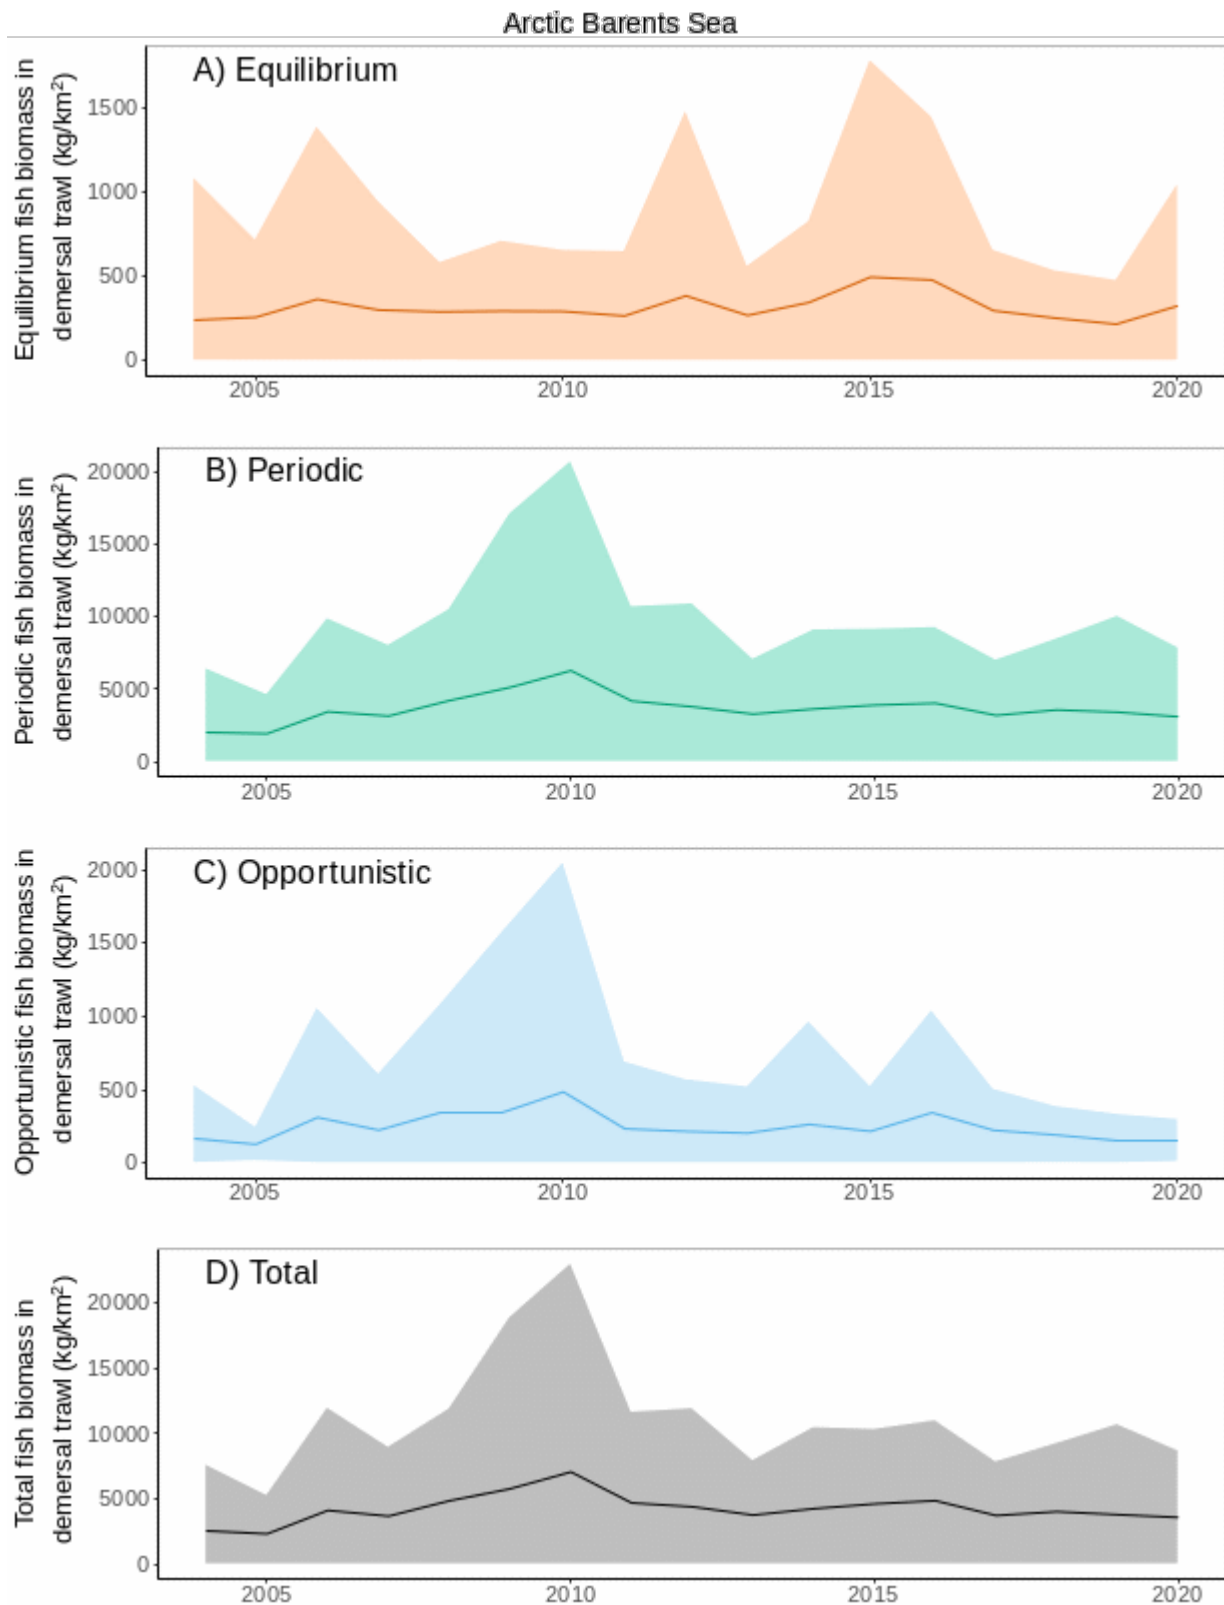 Arctic Barents Sea
A) Equilibrium
Equilibrium fish biomass in
demersal trawl (kg/km²)
1500
1000
500
0
2005 2010 2015 2020
B) Periodic
Periodic fish biomass in
demersal trawl (kg/km²)
20000
15000
10000
5000
0
2005 2010 2015 2020
C) Opportunistic
Opportunistic fish biomass in
demersal trawl (kg/km²)
2000
1500
1000
500
0
2005 2010 2015 2020
D) Total
Total fish biomass in
demersal trawl (kg/km²)
20000
15000
10000
5000
0
2005 2010 2015 2020